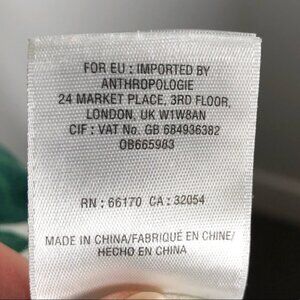 FOR EU : IMPORTED BY
ANTHROPOLOGIE
24 MARKET PLACE, 3RD FLOOR,
LONDON, UK W1W8AN
CIF : VAT No. GB 684936382
OB665983
RN : 66170 CA : 32054
MADE IN CHINA/FABRIQUÉ EN CHINE/
HECHO EN CHINA